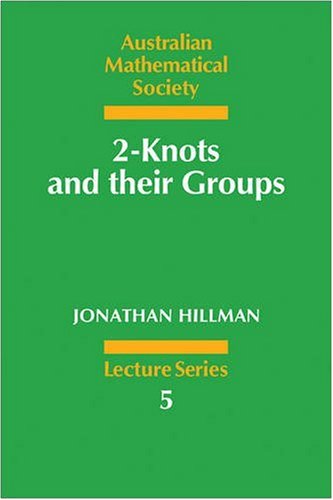 Australian
Mathematical
Society
2-Knots
and their Groups
JONATHAN HILLMAN
Lecture Series
5